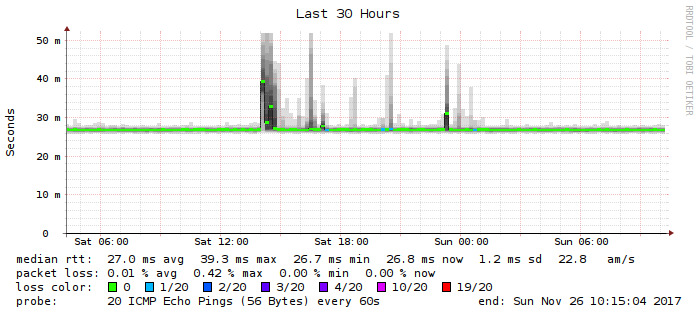 Last 30 Hours
RRDTOOL / TOBI OETIKER
Seconds
50 m
40 m
30 m
20 m
10 m
0
Sat 06:00 Sat 12:00 Sat 18:00 Sun 00:00 Sun 06:00
median rtt: 27.0 ms avg 39.3 ms max 26.7 ms min 26.8 ms now 1.2 ms sd 22.8 am/s
packet loss: 0.01 % avg 0.42 % max 0.00 % min 0.00 % now
loss color: 0 1/20 2/20 3/20 4/20 10/20 19/20
probe: 20 ICMP Echo Pings (56 Bytes) every 60s end: Sun Nov 26 10:15:04 2017